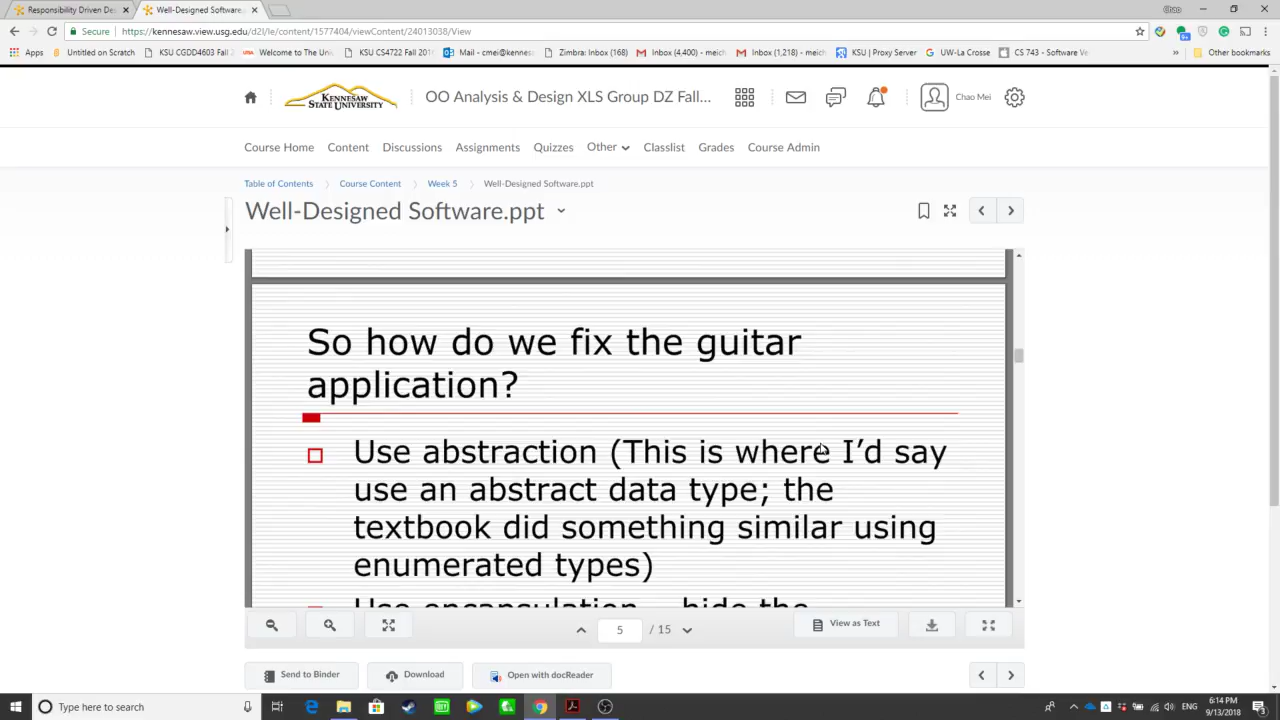 Responsibility Driven Des
Well-Designed Software.
Chao
Secure
https://kennesaw.view.usg.edu/d2l/le/content/1577404/viewContent/24013038/View
Apps
Untitled on Scratch
KSU CGDD4603 Fall 2
Welcome to The Uni
KSU CS4722 Fall 201
Mail - cmei@kennes
Zimbra: Inbox (168)
Inbox (4,400) - meich
Inbox (1,218) - meich
KSU | Proxy Server
UW-La Crosse
CS 743 - Software Ve
Other bookmarks
KENNESAW
STATE UNIVERSITY
OO Analysis & Design XLS Group DZ Fall...
Chao Mei
Course Home
Content
Discussions
Assignments
Quizzes
Other
Classlist
Grades
Course Admin
Table of Contents
Course Content
Week 5
Well-Designed Software.ppt
Well-Designed Software.ppt
So how do we fix the guitar
application?
Use abstraction (This is where I’d say
use an abstract data type; the
textbook did something similar using
enumerated types)
Use encapsulation – hide the
5 / 15
View as Text
Send to Binder
Download
Open with docReader
Type here to search
ENG
6:14 PM
9/13/2018